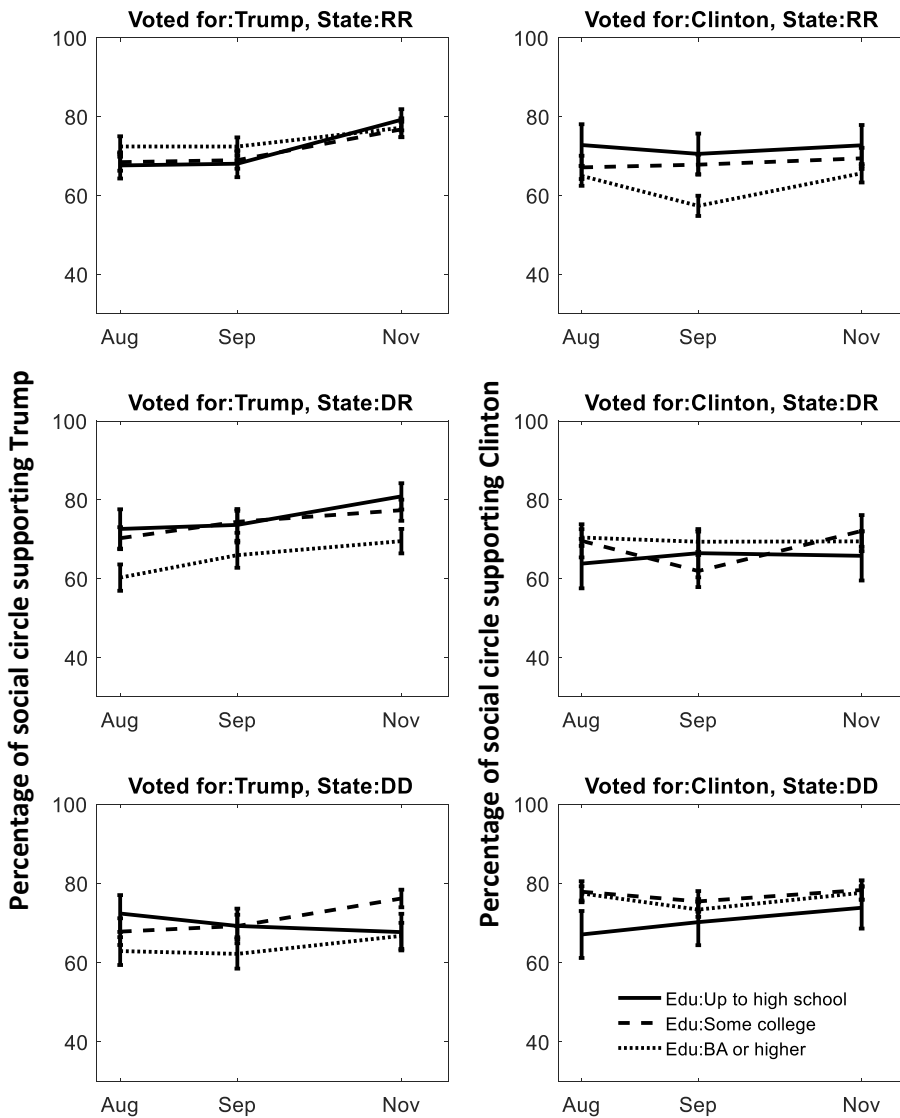 Voted for:Trump, State:RR
100
80
60
40
Aug
Sep
Nov
Voted for:Clinton, State:RR
100
80
60
40
Aug
Sep
Nov
Percentage of social circle supporting Trump
Voted for:Trump, State:DR
100
80
60
40
Aug
Sep
Nov
Percentage of social circle supporting Clinton
Voted for:Clinton, State:DR
100
80
60
40
Aug
Sep
Nov
Voted for:Trump, State:DD
100
80
60
40
Aug
Sep
Nov
Voted for:Clinton, State:DD
100
80
60
40
Aug
Sep
Nov
Edu:Up to high school
Edu:Some college
Edu:BA or higher